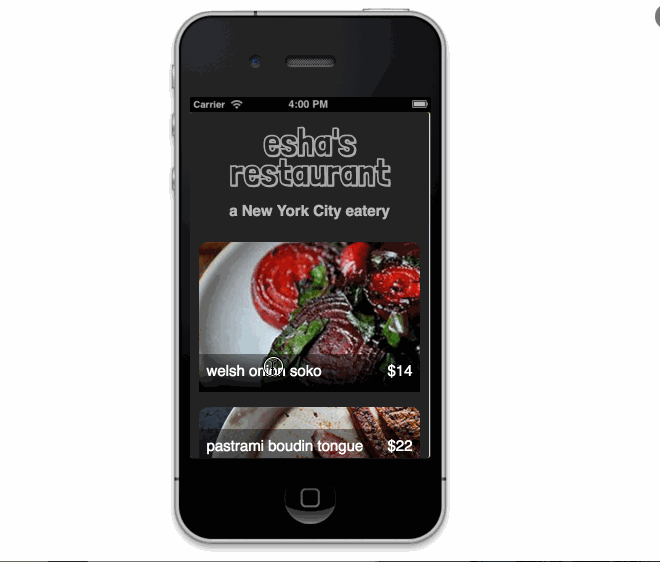 Carrier 4:00 PM
esha's
restaurant
a New York City eatery
welsh onion soko $14
pastrami boudin tongue $22